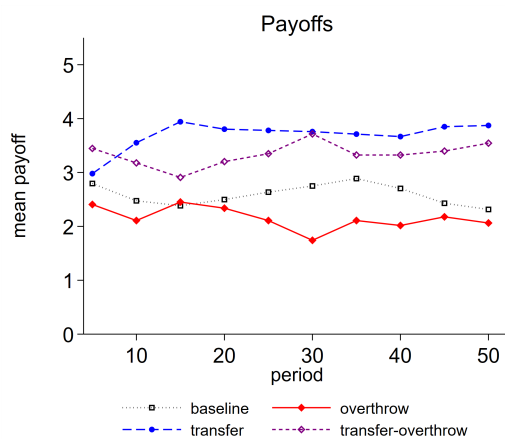 Payoffs
5
4
3
2
1
0
mean payoff
10 20 30 40 50
period
baseline overthrow
transfer transfer-overthrow